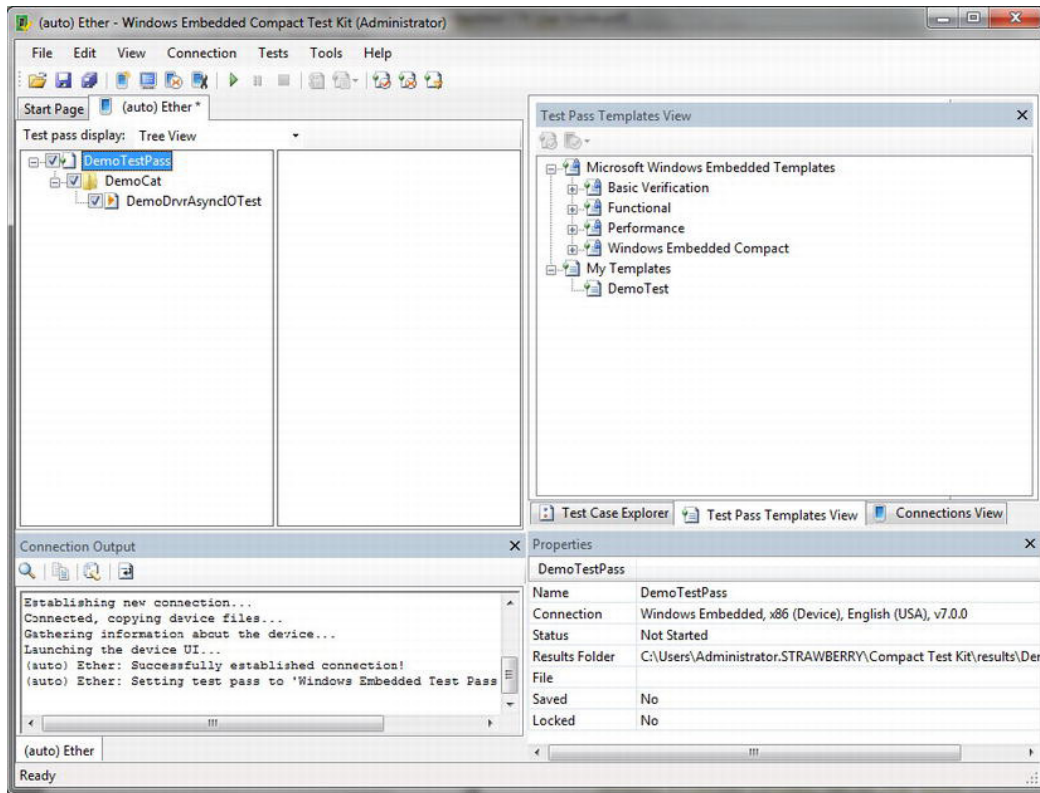 (auto) Ether - Windows Embedded Compact Test Kit (Administrator)
File Edit View Connection Tests Tools Help
Start Page (auto) Ether *
Test pass display: Tree View
DemoTestPass
DemoCat
DemoDrvrAsyncIOTest
Test Pass Templates View
Microsoft Windows Embedded Templates
Basic Verification
Functional
Performance
Windows Embedded Compact
My Templates
DemoTest
Test Case Explorer Test Pass Templates View Connections View
Connection Output
Establishing new connection...
Connected, copying device files...
Gathering information about the device...
Launching the device UI...
(auto) Ether: Successfully established connection!
(auto) Ether: Setting test pass to 'Windows Embedded Test Pass
(auto) Ether
Properties
DemoTestPass
Name DemoTestPass
Connection Windows Embedded, x86 (Device), English (USA), v7.0.0
Status Not Started
Results Folder C:\Users\Administrator.STRAWBERRY\Compact Test Kit\results\Der
File
Saved No
Locked No
Ready